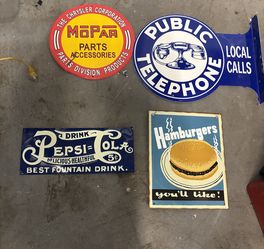 THE CHRYSLER CORPORATION
MOPAR
PARTS
ACCESSORIES
PARTS DIVISION PRODUCTS
PUBLIC
TELEPHONE
LOCAL
CALLS
DRINK
PEPSI=COLA
DELICIOUS-HEALTHFUL 5¢
BEST FOUNTAIN DRINK.
Hamburgers
you'll like!